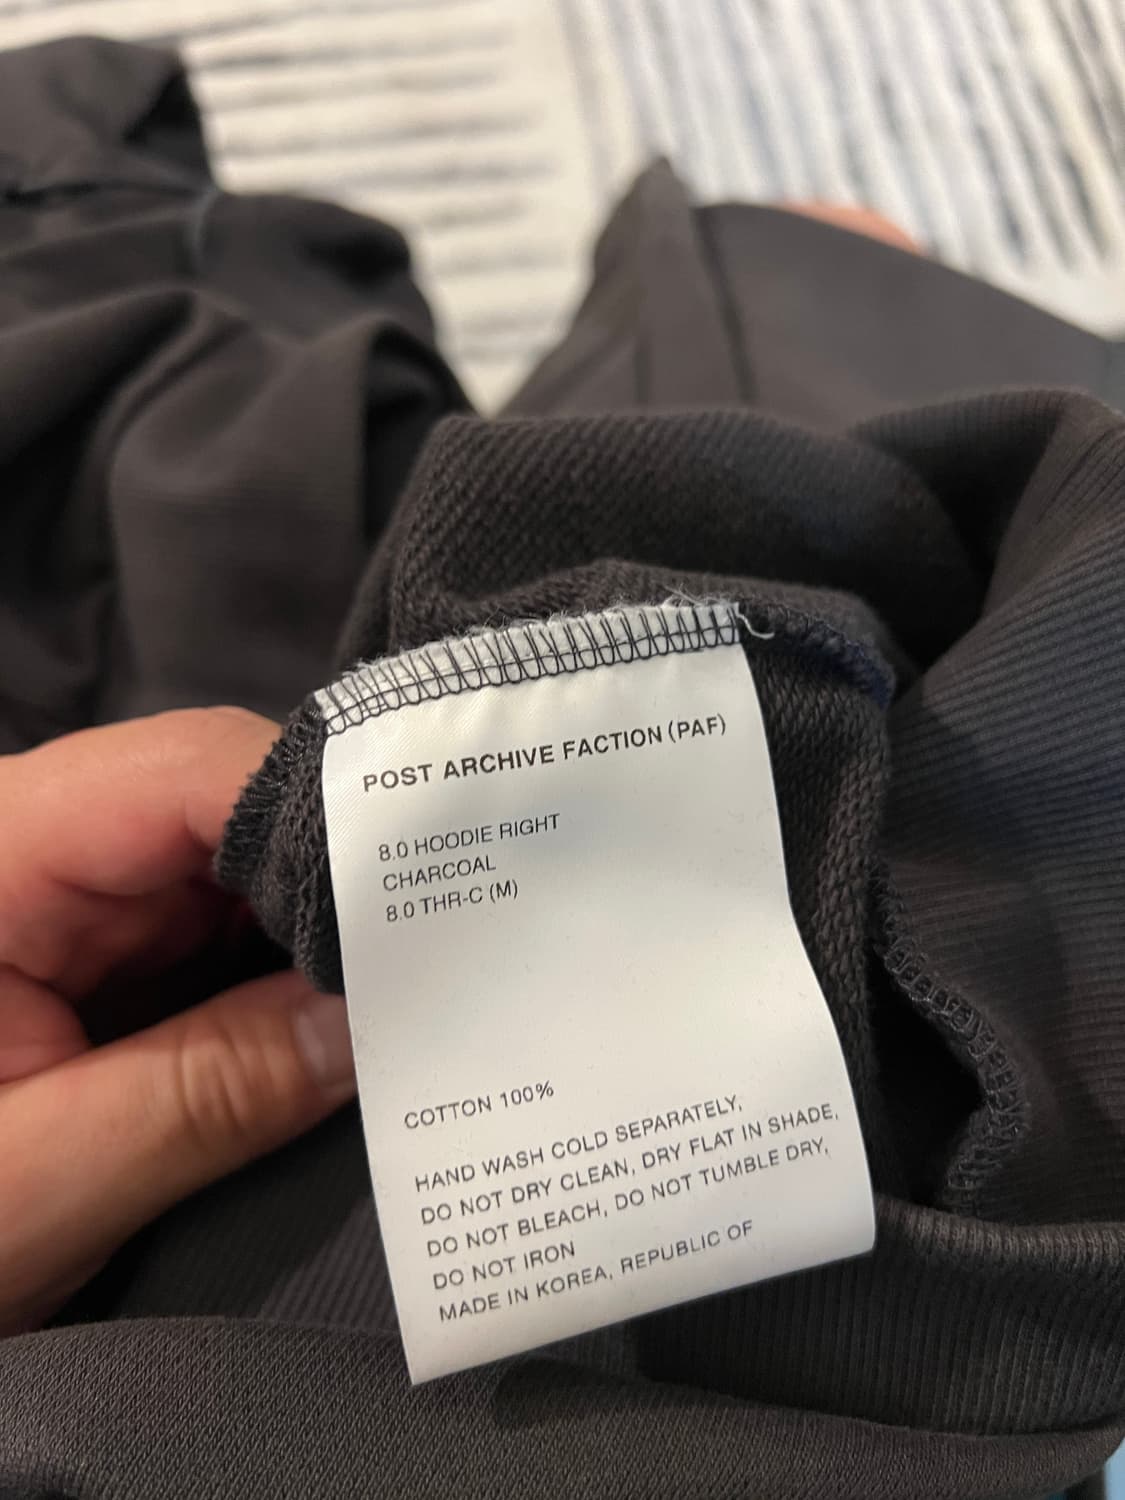 POST ARCHIVE FACTION (PAF)
8.0 HOODIE RIGHT
CHARCOAL
8.0 THR-C (M)
COTTON 100%
HAND WASH COLD SEPARATELY,
DO NOT DRY CLEAN, DRY FLAT IN SHADE,
DO NOT BLEACH, DO NOT TUMBLE DRY,
DO NOT IRON
MADE IN KOREA, REPUBLIC OF